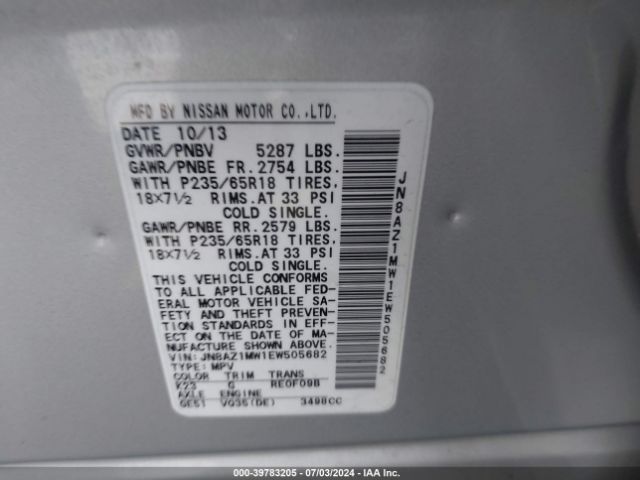 MFD BY NISSAN MOTOR CO.,LTD.
DATE 10/13
GVWR/PNBV 5287 LBS.
GAWR/PNBE FR. 2754 LBS.
WITH P235/65R18 TIRES,
18X7½ RIMS. AT 33 PSI
COLD SINGLE.
GAWR/PNBE RR. 2579 LBS.
WITH P235/65R18 TIRES,
18X7½ RIMS. AT 33 PSI
COLD SINGLE.
THIS VEHICLE CONFORMS
TO ALL APPLICABLE FED-
ERAL MOTOR VEHICLE SA-
FETY AND THEFT PREVEN-
TION STANDARDS IN EFF-
ECT ON THE DATE OF MA-
NUFACTURE SHOWN ABOVE.
VIN: JN8AZ1MW1EW505682
TYPE: MPV
COLOR TRIM TRANS
K23 G RE0F09B
AXLE ENGINE
GE51 VQ35(DE) 3498CC
JN8AZ1MW1EW505682
000-39783205 - 07/03/2024 - IAA Inc.